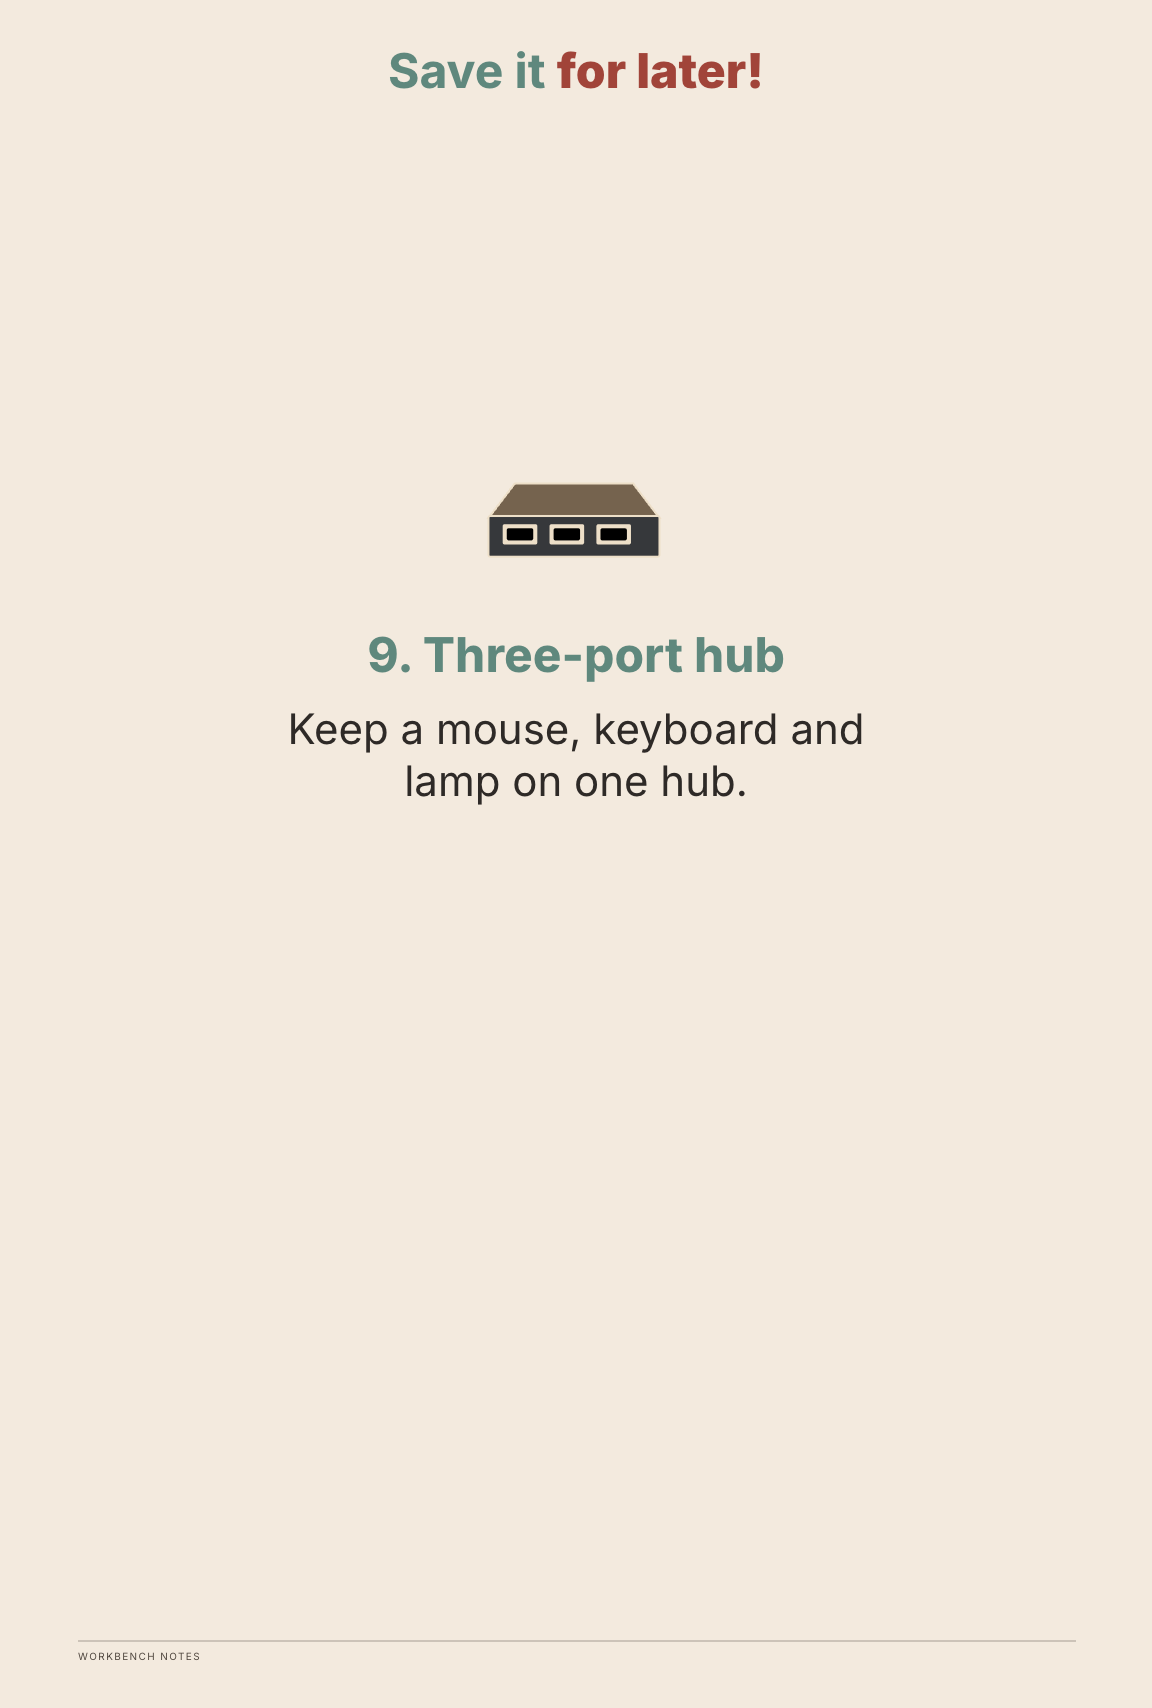 Save it for later!
9. Three-port hub
Keep a mouse, keyboard and
lamp on one hub.
WORKBENCH NOTES